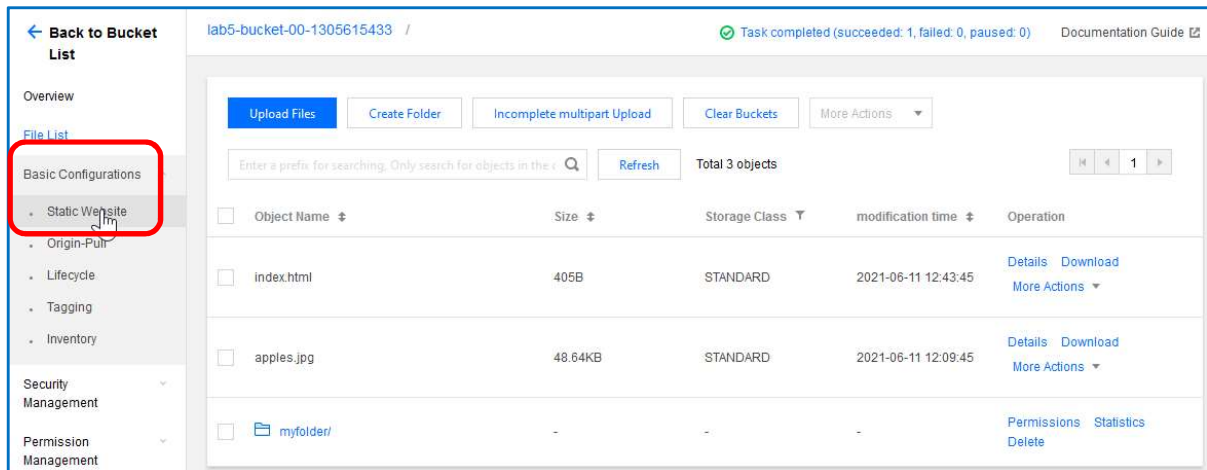 ← Back to Bucket
List
lab5-bucket-00-1305615433 /
Task completed (succeeded: 1, failed: 0, paused: 0)
Documentation Guide
Overview
File List
Basic Configurations
Static Website
Origin-Pull
Lifecycle
Tagging
Inventory
Security
Management
Permission
Management
Upload Files
Create Folder
Incomplete multipart Upload
Clear Buckets
More Actions
Enter a prefix for searching, Only search for objects in the c
Refresh
Total 3 objects
1
Object Name Size Storage Class modification time Operation
index.html 405B STANDARD 2021-06-11 12:43:45 Details Download
More Actions
apples.jpg 48.64KB STANDARD 2021-06-11 12:09:45 Details Download
More Actions
myfolder/ - - - Permissions Statistics
Delete